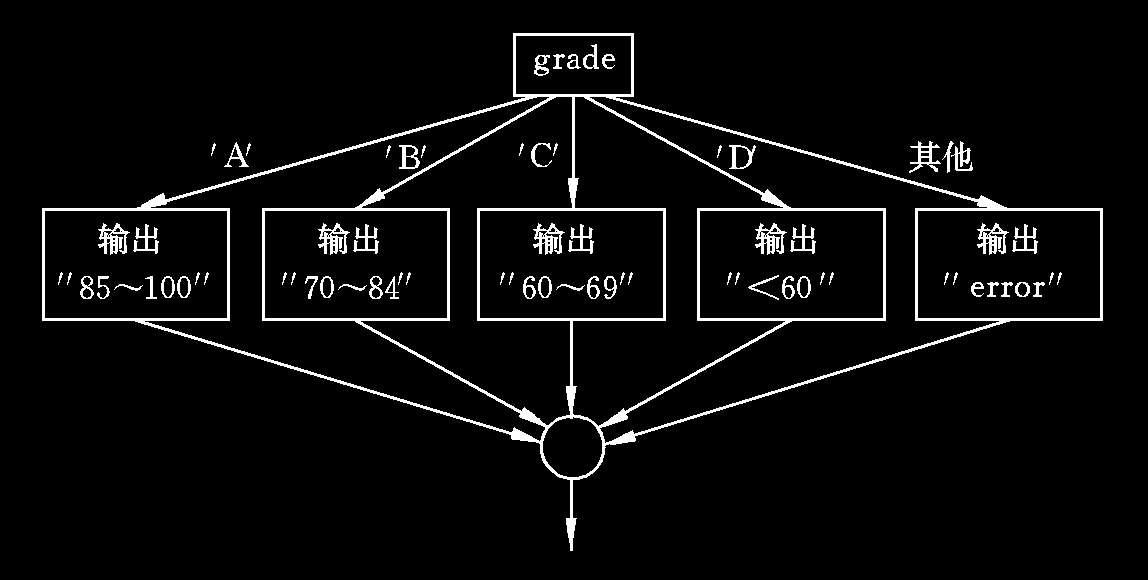 grade
'A'
'B'
'C'
'D'
其他
输出
"85～100"
输出
"70～84"
输出
"60～69"
输出
"＜60"
输出
"error"